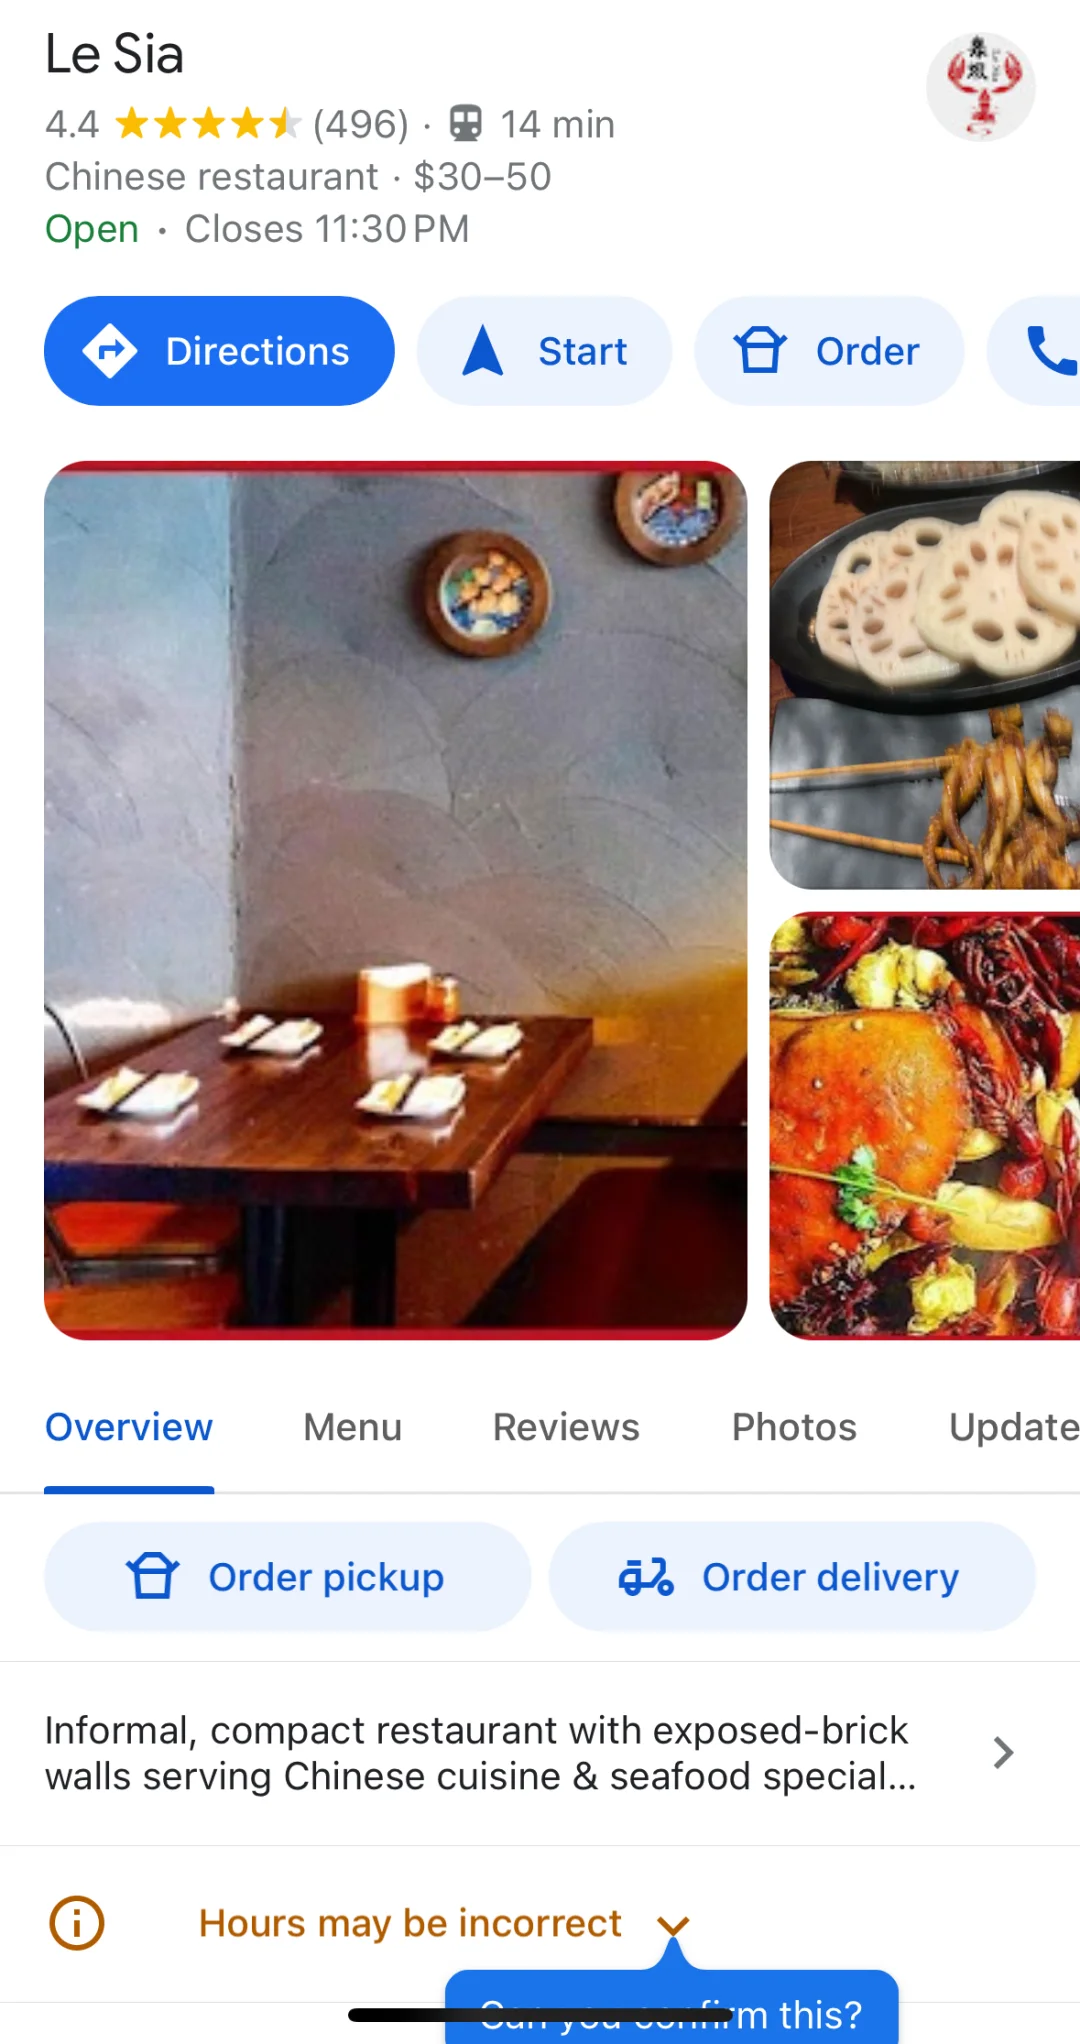 Le Sia
4.4 (496) · 14 min
Chinese restaurant · $30–50
Open · Closes 11:30 PM
Directions
Start
Order
Overview
Menu
Reviews
Photos
Update
Order pickup
Order delivery
Informal, compact restaurant with exposed-brick
walls serving Chinese cuisine & seafood special...
Hours may be incorrect
Can you confirm this?